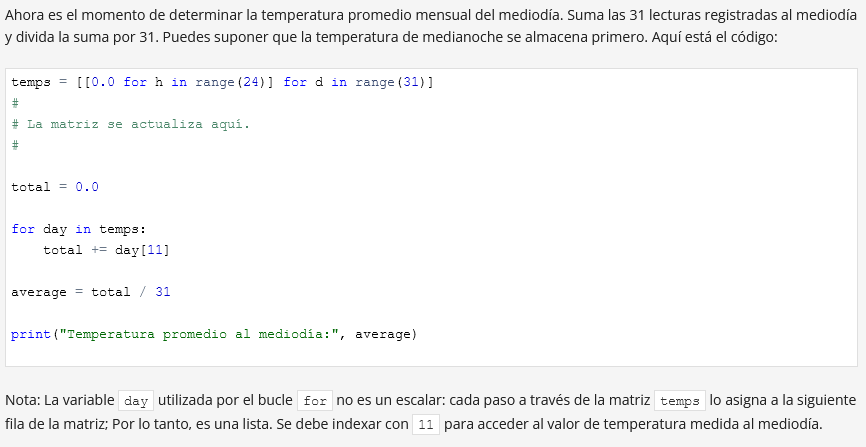 Ahora es el momento de determinar la temperatura promedio mensual del mediodía. Suma las 31 lecturas registradas al mediodía
y divida la suma por 31. Puedes suponer que la temperatura de medianoche se almacena primero. Aquí está el código:
temps = [[0.0 for h in range(24)] for d in range(31)]
#
# La matriz se actualiza aquí.
#
total = 0.0
for day in temps:
    total += day[11]
average = total / 31
print("Temperatura promedio al mediodía:", average)
Nota: La variable day utilizada por el bucle for no es un escalar: cada paso a través de la matriz temps lo asigna a la siguiente
fila de la matriz; Por lo tanto, es una lista. Se debe indexar con 11 para acceder al valor de temperatura medida al mediodía.